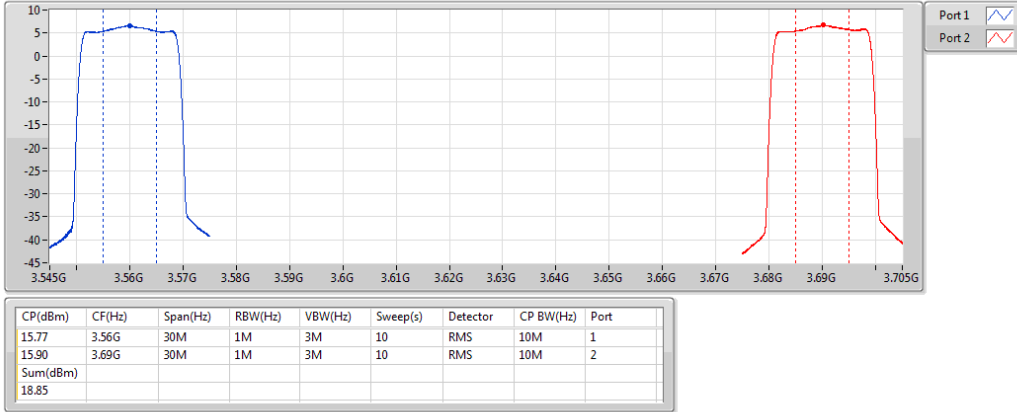 10
5
0
-5
-10
-15
-20
-25
-30
-35
-40
-45
3.545G 3.56G 3.57G 3.58G 3.59G 3.6G 3.61G 3.62G 3.63G 3.64G 3.65G 3.66G 3.67G 3.68G 3.69G 3.705G
Port 1
Port 2
CP(dBm) CF(Hz) Span(Hz) RBW(Hz) VBW(Hz) Sweep(s) Detector CP BW(Hz) Port
15.77 3.56G 30M 1M 3M 10 RMS 10M 1
15.90 3.69G 30M 1M 3M 10 RMS 10M 2
Sum(dBm)
18.85